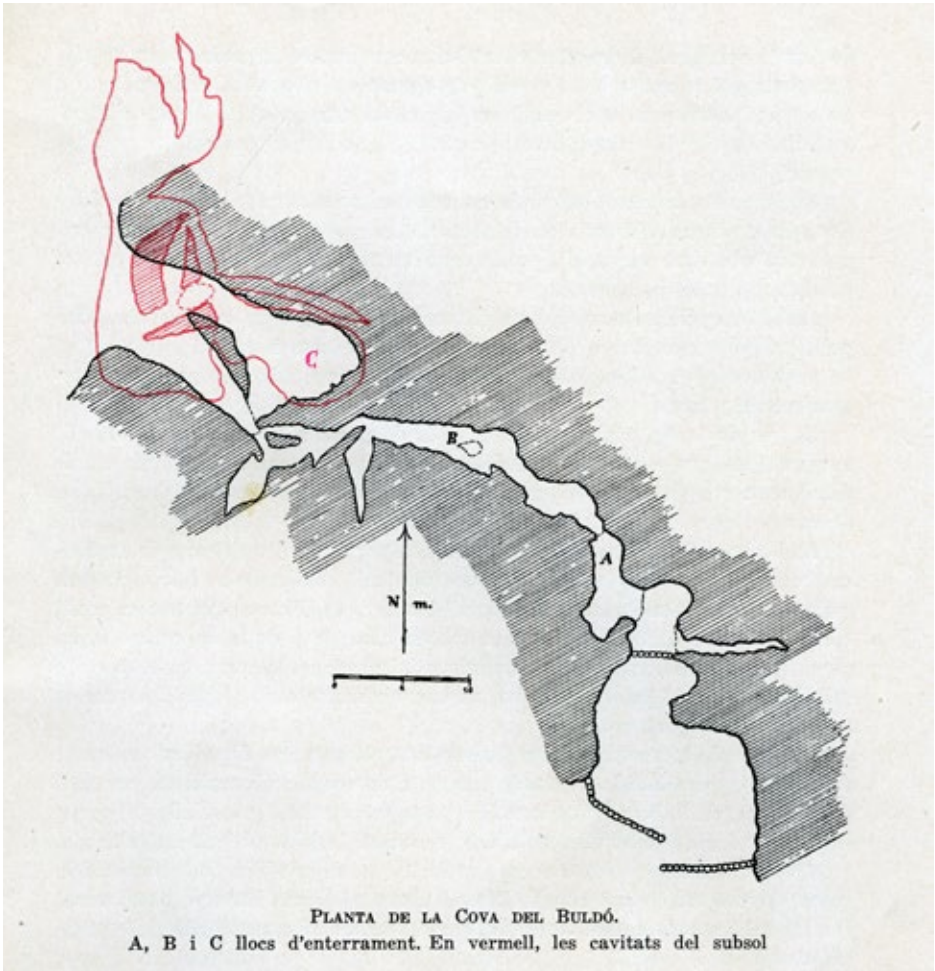 C
B
A
N m.
PLANTA DE LA COVA DEL BULDÓ.
A, B i C llocs d'enterrament. En vermell, les cavitats del subsol